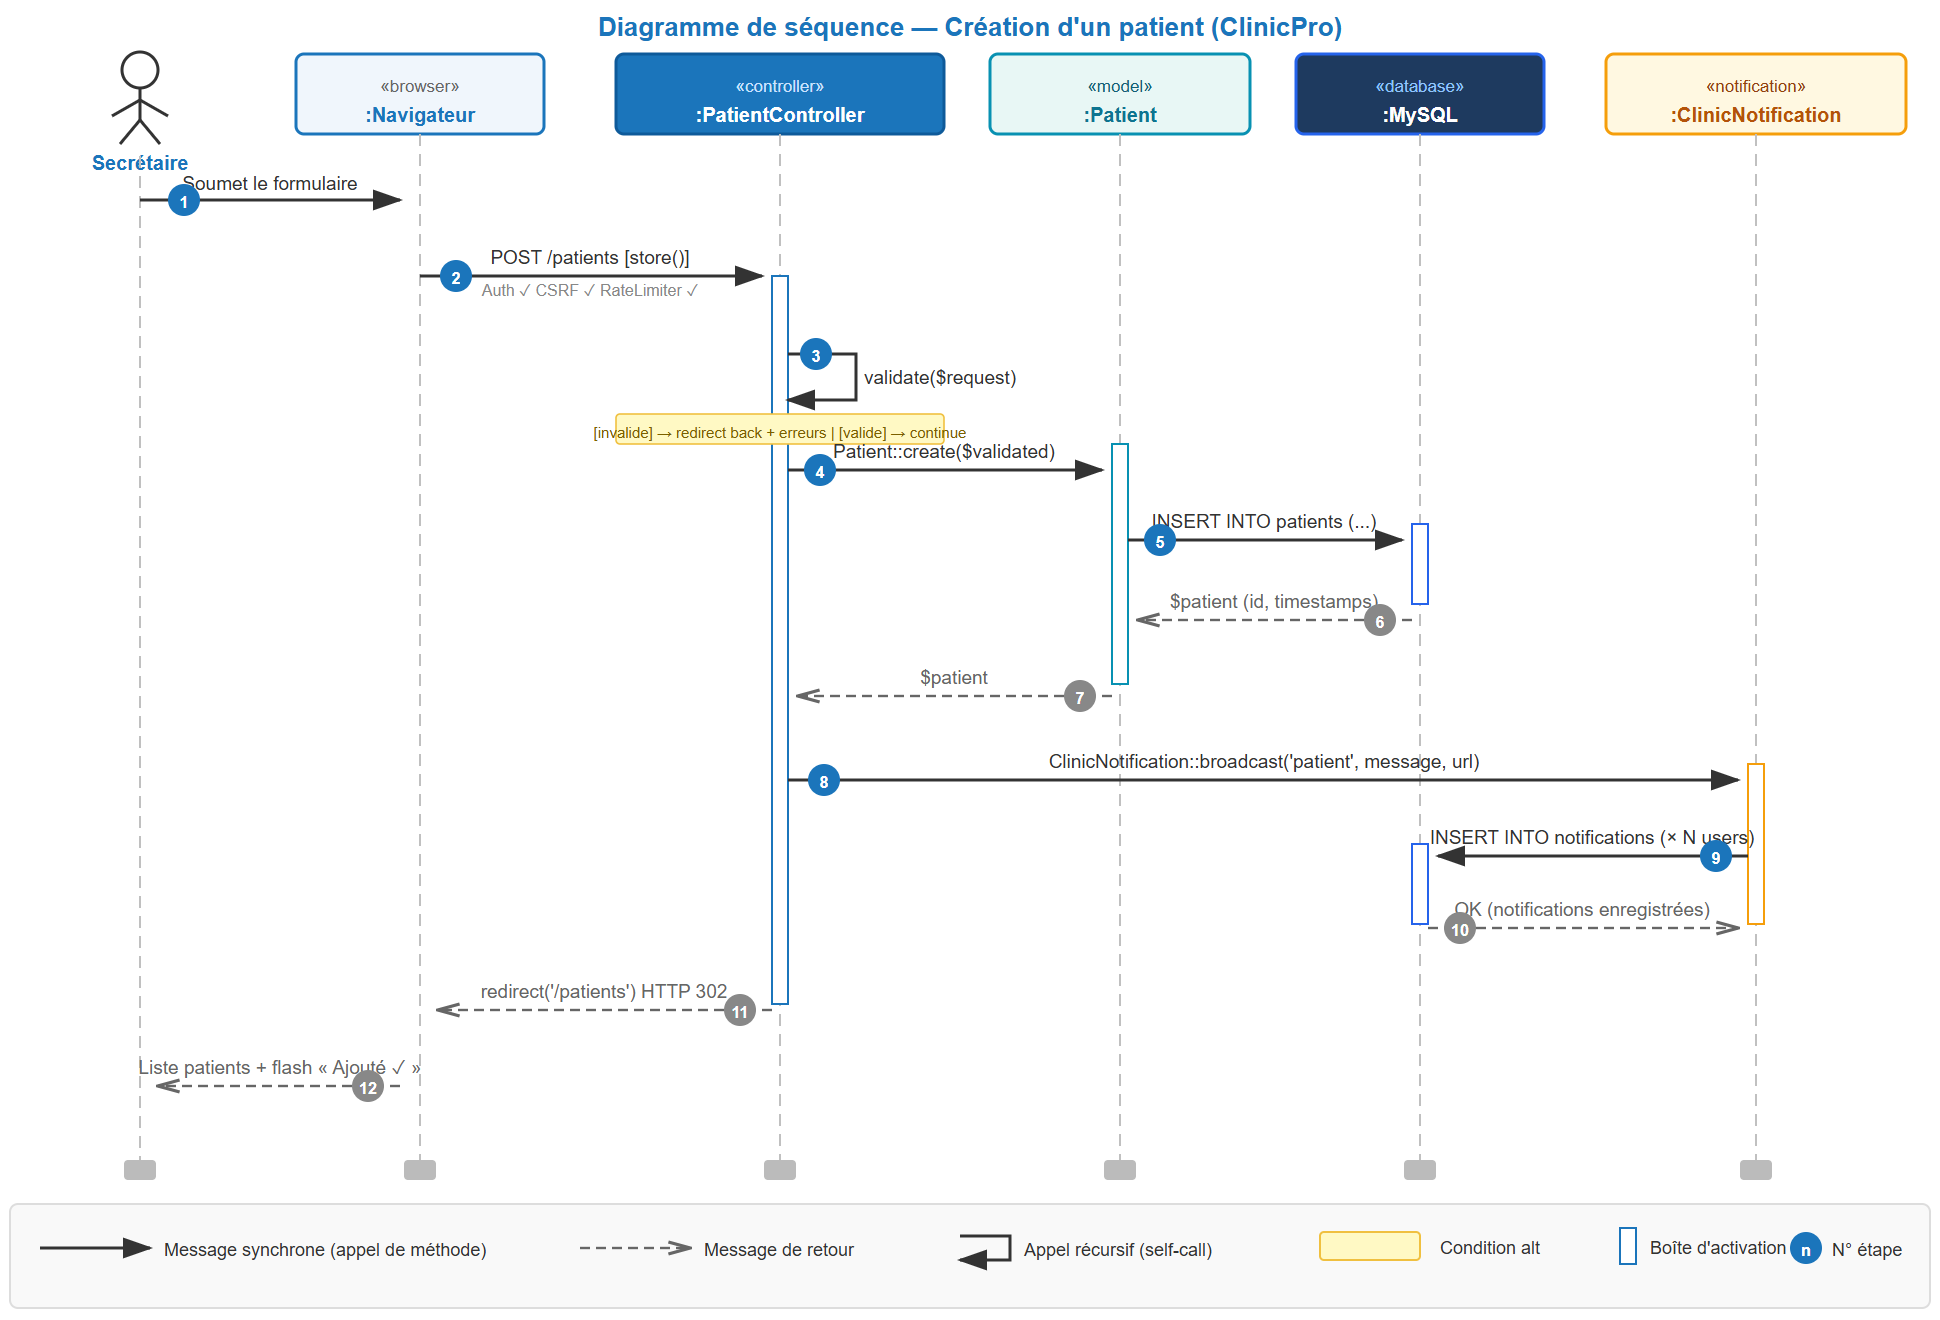 Diagramme de séquence — Création d'un patient (ClinicPro)
«browser»
:Navigateur
«controller»
:PatientController
«model»
:Patient
«database»
:MySQL
«notification»
:ClinicNotification
Secrétaire
Soumet le formulaire
1
POST /patients [store()]
2
Auth ✓ CSRF ✓ RateLimiter ✓
3
validate($request)
[invalide] → redirect back + erreurs | [valide] → continue
Patient::create($validated)
4
INSERT INTO patients (...)
5
$patient (id, timestamps)
6
$patient
7
ClinicNotification::broadcast('patient', message, url)
8
INSERT INTO notifications (× N users)
9
OK (notifications enregistrées)
10
redirect('/patients') HTTP 302
11
Liste patients + flash « Ajouté ✓ »
12
Message synchrone (appel de méthode)
Message de retour
Appel récursif (self-call)
Condition alt
Boîte d'activation
n
N° étape